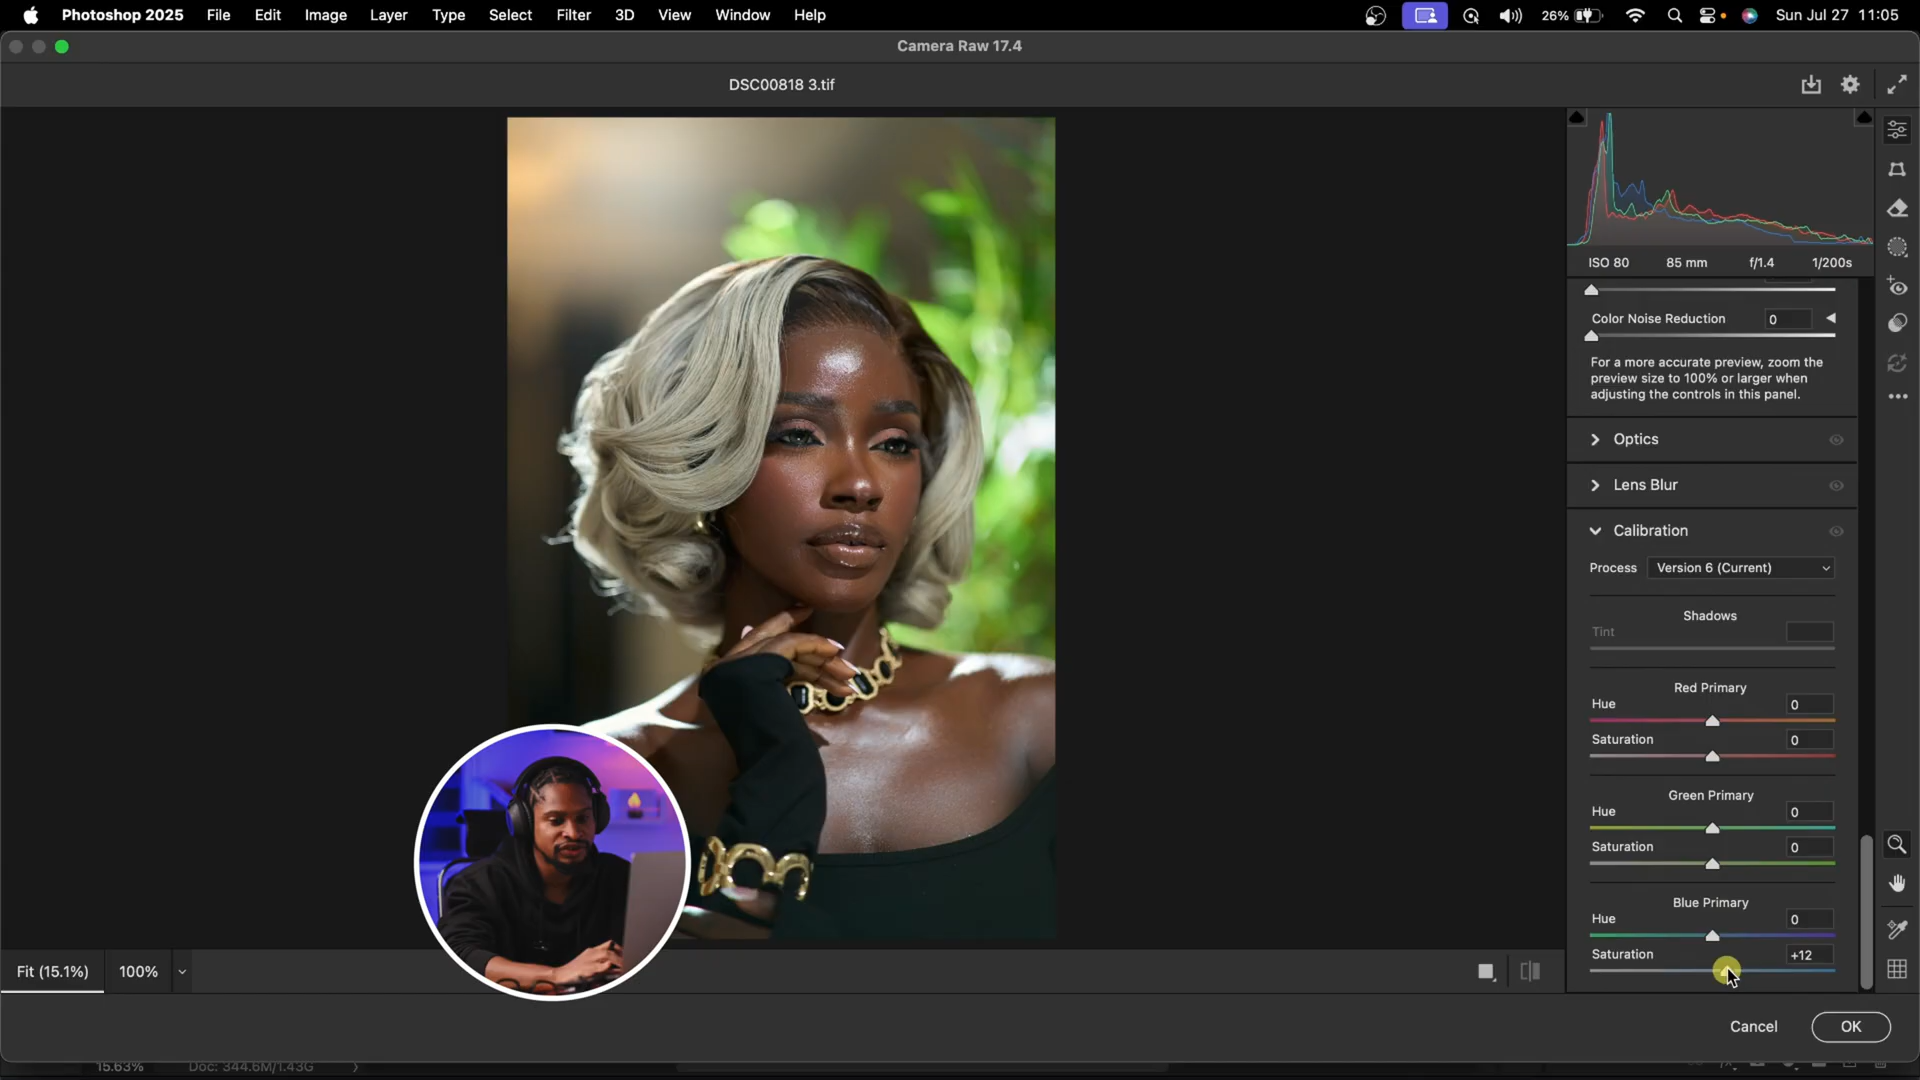 Photoshop 2025 File Edit Image Layer Type Select Filter 3D View Window Help 26% Sun Jul 27 11:05
Camera Raw 17.4
DSC00818 3.tif
ISO 80 85 mm f/1.4 1/200s
Color Noise Reduction 0
For a more accurate preview, zoom the
preview size to 100% or larger when
adjusting the controls in this panel.
Optics
Lens Blur
Calibration
Process Version 6 (Current)
Shadows
Tint
Red Primary
Hue 0
Saturation 0
Green Primary
Hue 0
Saturation 0
Blue Primary
Hue 0
Saturation +12
Fit (15.1%) 100%
Cancel OK
15.63% Doc: 344.6M/1.43G